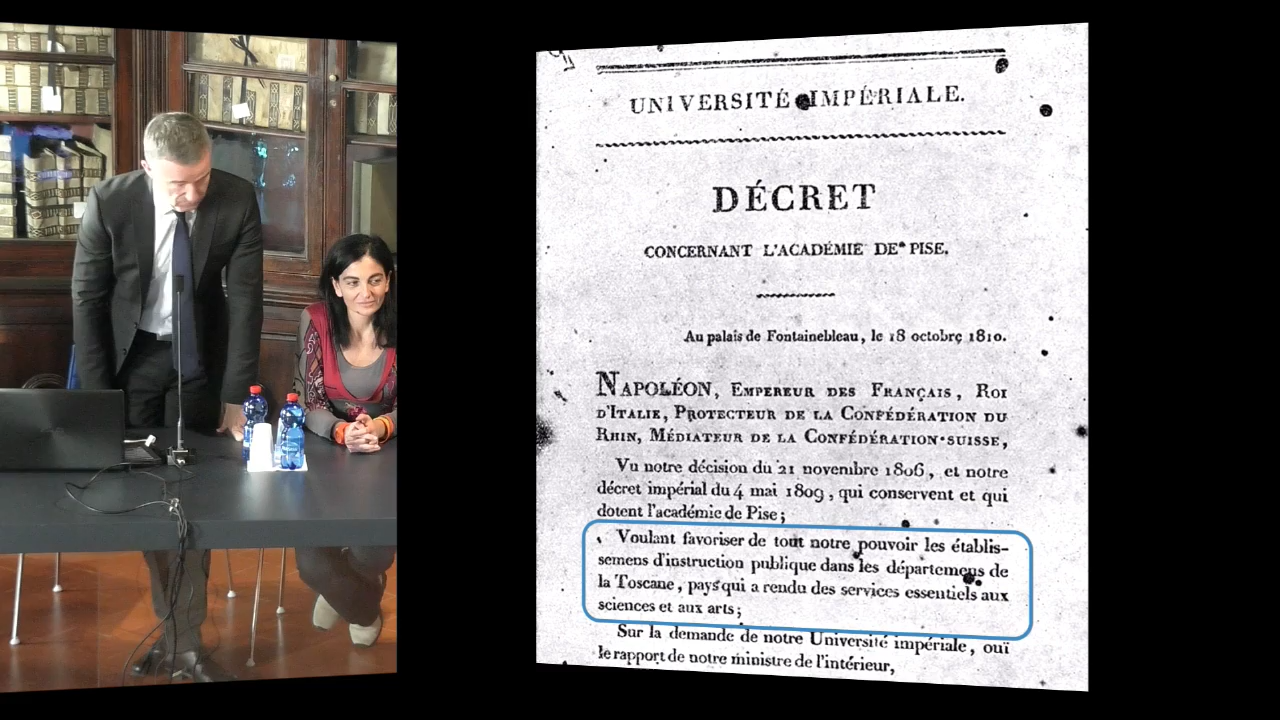 UNIVERSITÉ IMPÉRIALE.
DÉCRET
CONCERNANT L'ACADÉMIE DE PISE.
Au palais de Fontainebleau, le 18 octobre 1810.
NAPOLÉON, EMPEREUR DES FRANÇAIS, ROI
D'ITALIE, PROTECTEUR DE LA CONFÉDÉRATION DU
RHIN, MÉDIATEUR DE LA CONFÉDÉRATION-SUISSE,
Vu notre décision du 21 novembre 1806, et notre
décret impérial du 4 mai 1809, qui conservent et qui
dotent l'académie de Pise;
Voulant favoriser de tout notre pouvoir les établis-
semens d'instruction publique dans les départemens de
la Toscane, pays qui a rendu des services essentiels aux
sciences et aux arts;
Sur la demande de notre Université impériale, ouï
le rapport de notre ministre de l'intérieur,